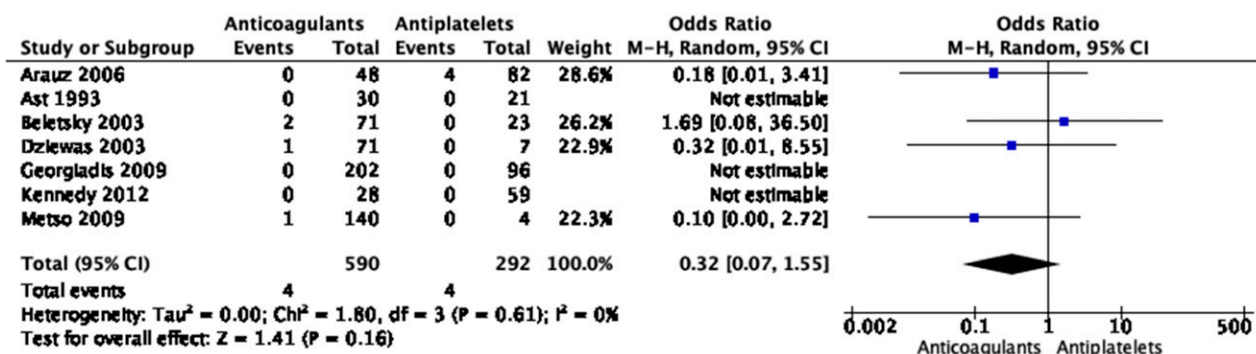 Anticoagulants Antiplatelets Odds Ratio Odds Ratio
Study or Subgroup Events Total Events Total Weight M-H, Random, 95% CI M-H, Random, 95% CI
Arauz 2006 0 48 4 82 28.6% 0.18 [0.01, 3.41]
Ast 1993 0 30 0 21 Not estimable
Beletsky 2003 2 71 0 23 26.2% 1.69 [0.08, 36.50]
Dziewas 2003 1 71 0 7 22.9% 0.32 [0.01, 8.55]
Georgiadis 2009 0 202 0 96 Not estimable
Kennedy 2012 0 28 0 59 Not estimable
Metso 2009 1 140 0 4 22.3% 0.10 [0.00, 2.72]
Total (95% CI) 590 292 100.0% 0.32 [0.07, 1.55]
Total events 4 4
Heterogeneity: Tau² = 0.00; Chi² = 1.80, df = 3 (P = 0.61); I² = 0%
Test for overall effect: Z = 1.41 (P = 0.16)
0.002 0.1 1 10 500
Anticoagulants Antiplatelets